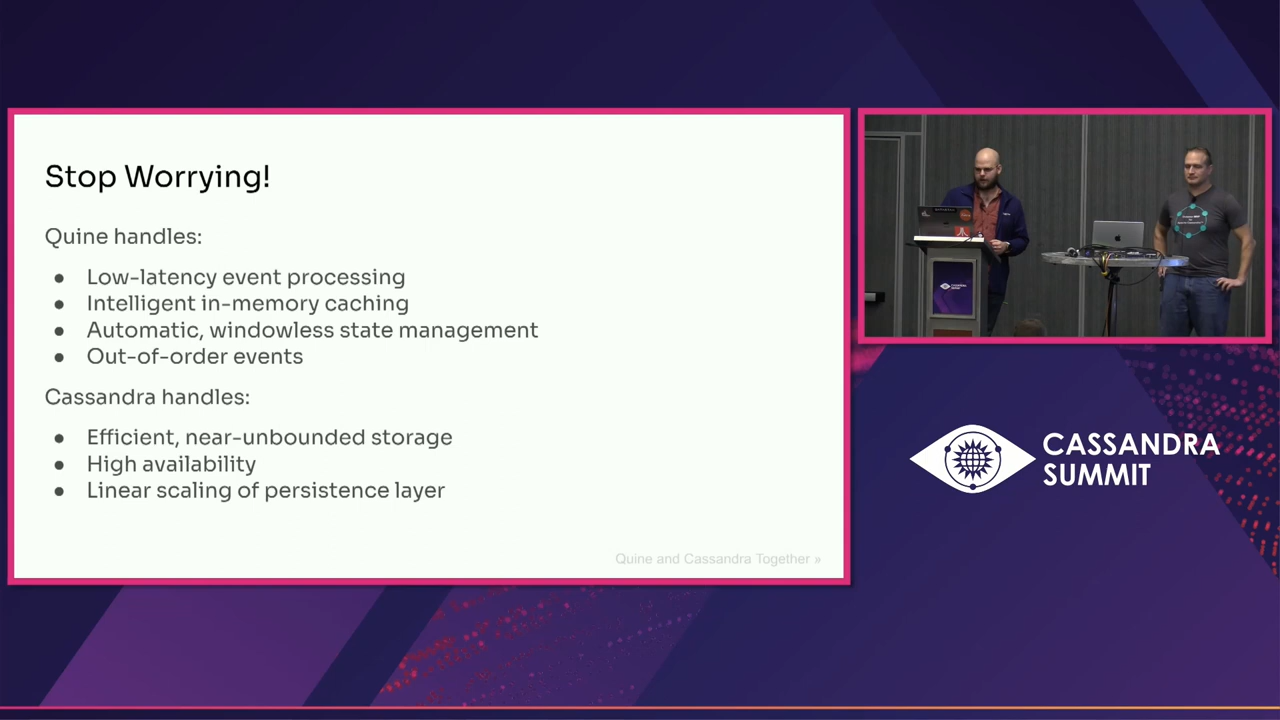 Stop Worrying!
Quine handles:
● Low-latency event processing
● Intelligent in-memory caching
● Automatic, windowless state management
● Out-of-order events
Cassandra handles:
● Efficient, near-unbounded storage
● High availability
● Linear scaling of persistence layer
Quine and Cassandra Together »
CASSANDRA
SUMMIT